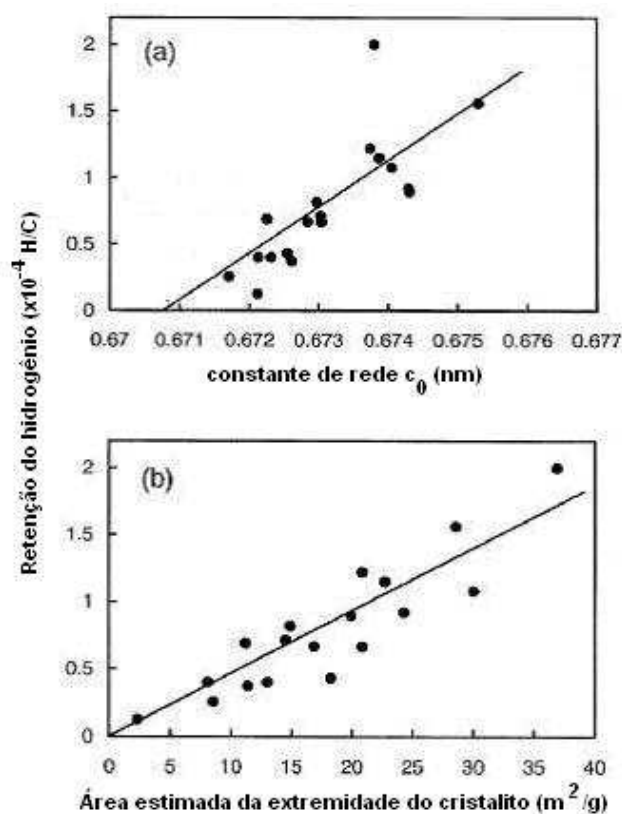 Retenção do hidrogénio (x10⁻⁴ H/C)
(a)
2
1.5
1
0.5
0
0.67 0.671 0.672 0.673 0.674 0.675 0.676 0.677
constante de rede c₀ (nm)
(b)
2
1.5
1
0.5
0
0 5 10 15 20 25 30 35 40
Área estimada da extremidade do cristalito (m²/g)